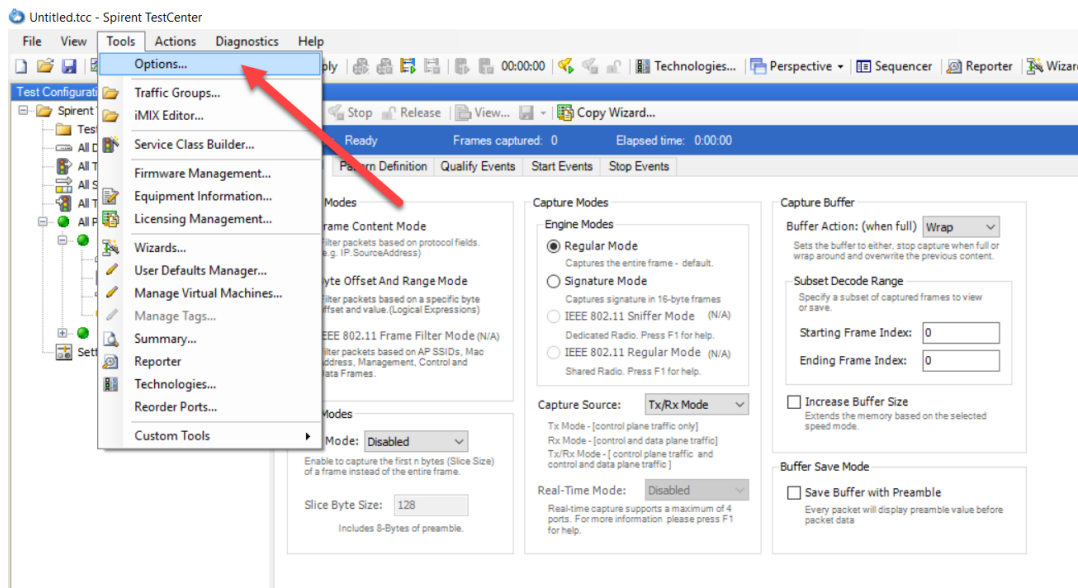 Untitled.tcc - Spirent TestCenter
File View Tools Actions Diagnostics Help
00:00:00 Technologies... Perspective Sequencer Reporter
Options...
Traffic Groups...
iMIX Editor...
Service Class Builder...
Firmware Management...
Equipment Information...
Licensing Management...
Wizards...
User Defaults Manager...
Manage Virtual Machines...
Manage Tags...
Summary...
Reporter
Technologies...
Reorder Ports...
Custom Tools
Spirent
All
All
All
All
All
Stop Release View... Copy Wizard...
Ready Frames captured: 0 Elapsed time: 0:00:00
Definition Qualify Events Start Events Stop Events
Modes
Content Mode
packets based on protocol fields.
e.g. IP.SourceAddress)
Offset And Range Mode
packets based on a specific byte
and value.(Logical Expressions)
IEEE 802.11 Frame Filter Mode (N/A)
packets based on AP SSIDs, Mac
Management, Control and
Frames.
Modes
Mode: Disabled
Enable to capture the first n bytes (Slice Size)
of a frame instead of the entire frame.
Slice Byte Size: 128
Includes 8-Bytes of preamble.
Capture Modes
Engine Modes
Regular Mode
Captures the entire frame - default.
Signature Mode
Captures signature in 16-byte frames
IEEE 802.11 Sniffer Mode (N/A)
Dedicated Radio. Press F1 for help.
IEEE 802.11 Regular Mode (N/A)
Shared Radio. Press F1 for help.
Capture Source: Tx/Rx Mode
Tx Mode - [control plane traffic only]
Rx Mode - [control and data plane traffic]
Tx/Rx Mode - [ control plane traffic and
control and data plane traffic ]
Real-Time Mode: Disabled
Real-time capture supports a maximum of 4
ports. For more information please press F1
for help.
Capture Buffer
Buffer Action: (when full) Wrap
Sets the buffer to either, stop capture when full or
wrap around and overwrite the previous content.
Subset Decode Range
Specify a subset of captured frames to view
or save.
Starting Frame Index: 0
Ending Frame Index: 0
Increase Buffer Size
Extends the memory based on the selected
speed mode.
Buffer Save Mode
Save Buffer with Preamble
Every packet will display preamble value before
packet data